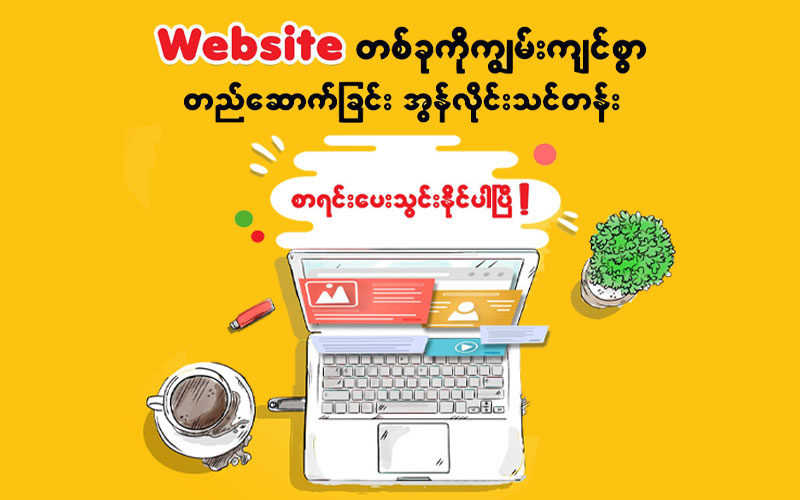 Website တစ်ခုကိုကျွမ်းကျင်စွာ
တည်ဆောက်ခြင်း အွန်လိုင်းသင်တန်း
စာရင်းပေးသွင်းနိုင်ပါပြီ!